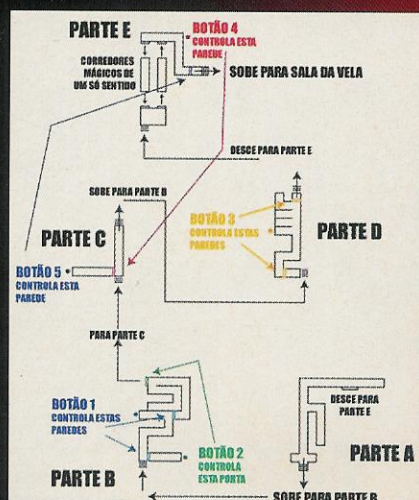 PARTE E
BOTÃO 4
CONTROLA ESTA
PAREDE
CORREDORES
MÁGICOS DE
UM SÓ SENTIDO
SOBE PARA SALA DA VELA
DESCE PARA PARTE E
SOBE PARA PARTE D
PARTE C
BOTÃO 3
CONTROLA ESTAS
PAREDES
PARTE D
BOTÃO 5
CONTROLA ESTA
PAREDE
PARA PARTE C
BOTÃO 1
CONTROLA ESTAS
PAREDES
BOTÃO 2
CONTROLA
ESTA PORTA
DESCE PARA
PARTE E
PARTE A
PARTE B
SOBE PARA PARTE B